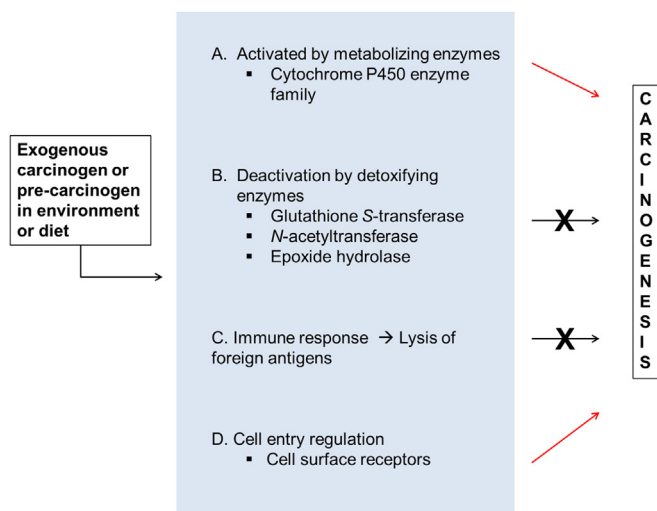 Exogenous
carcinogen or
pre-carcinogen
in environment
or diet
A. Activated by metabolizing enzymes
▪ Cytochrome P450 enzyme
family
B. Deactivation by detoxifying
enzymes
▪ Glutathione S-transferase
▪ N-acetyltransferase
▪ Epoxide hydrolase
C. Immune response → Lysis of
foreign antigens
D. Cell entry regulation
▪ Cell surface receptors
X
X
CARCINOGENESIS